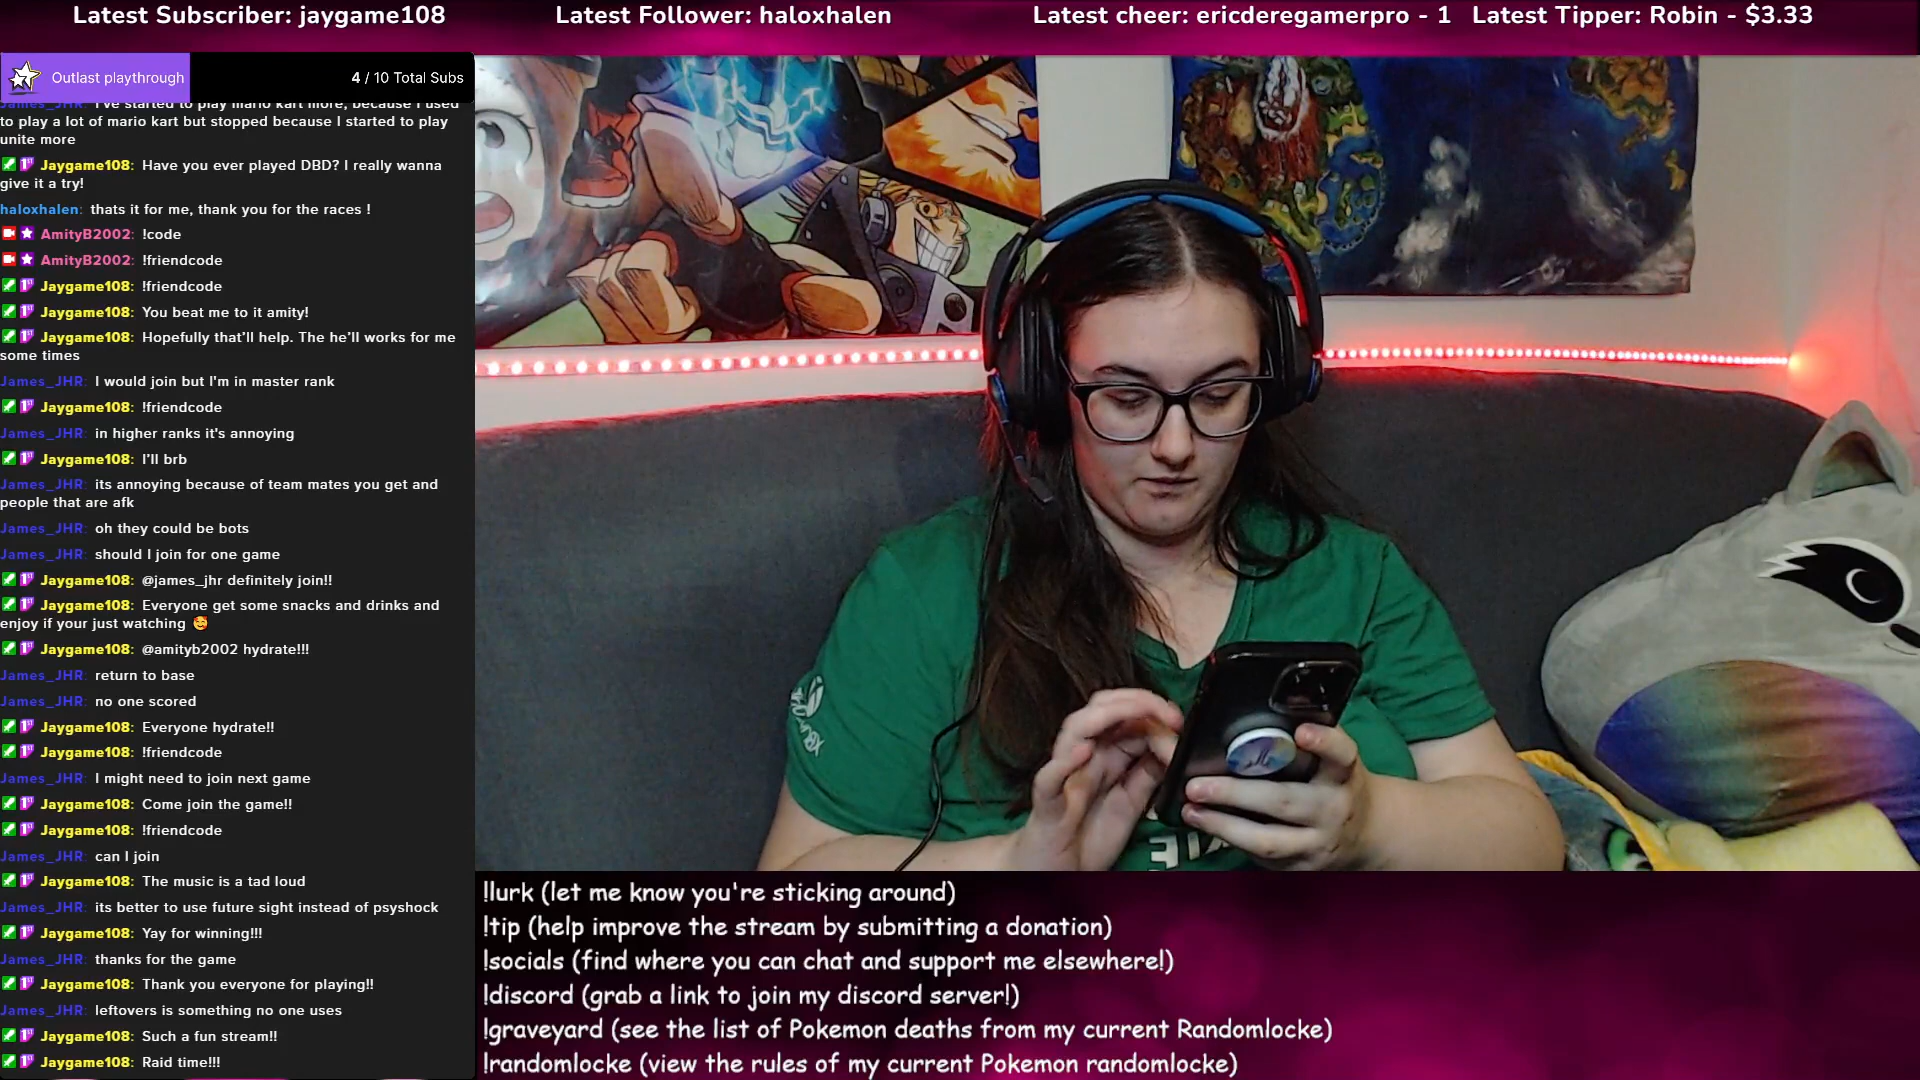 Latest Subscriber: jaygame108
Latest Follower: haloxhalen
Latest cheer: ericderegamerpro - 1
Latest Tipper: Robin - $3.33
Outlast playthrough
4 / 10 Total Subs
James_JHR: I've started to play mario kart more, because I used
to play a lot of mario kart but stopped because I started to play
unite more
Jaygame108: Have you ever played DBD? I really wanna
give it a try!
haloxhalen: thats it for me, thank you for the races !
AmityB2002: !code
AmityB2002: !friendcode
Jaygame108: !friendcode
Jaygame108: You beat me to it amity!
Jaygame108: Hopefully that'll help. The he'll works for me
some times
James_JHR: I would join but I'm in master rank
Jaygame108: !friendcode
James_JHR: in higher ranks it's annoying
Jaygame108: I'll brb
James_JHR: its annoying because of team mates you get and
people that are afk
James_JHR: oh they could be bots
James_JHR: should I join for one game
Jaygame108: @james_jhr definitely join!!
Jaygame108: Everyone get some snacks and drinks and
enjoy if your just watching 🥰
Jaygame108: @amityb2002 hydrate!!!
James_JHR: return to base
James_JHR: no one scored
Jaygame108: Everyone hydrate!!
Jaygame108: !friendcode
James_JHR: I might need to join next game
Jaygame108: Come join the game!!
Jaygame108: !friendcode
James_JHR: can I join
Jaygame108: The music is a tad loud
James_JHR: its better to use future sight instead of psyshock
Jaygame108: Yay for winning!!!
James_JHR: thanks for the game
Jaygame108: Thank you everyone for playing!!
James_JHR: leftovers is something no one uses
Jaygame108: Such a fun stream!!
Jaygame108: Raid time!!!
!lurk (let me know you're sticking around)
!tip (help improve the stream by submitting a donation)
!socials (find where you can chat and support me elsewhere!)
!discord (grab a link to join my discord server!)
!graveyard (see the list of Pokemon deaths from my current Randomlocke)
!randomlocke (view the rules of my current Pokemon randomlocke)